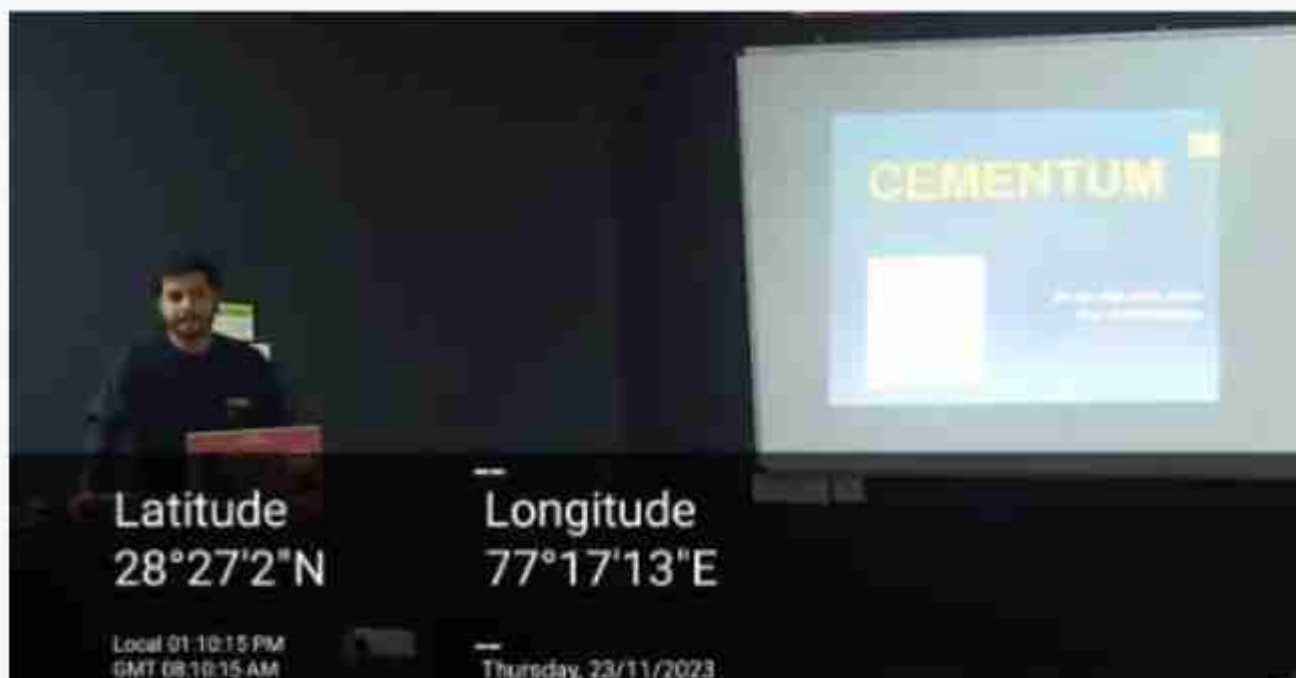 CEMENTUM
Latitude
28°27'2"N
Longitude
77°17'13"E
Local 01:10:15 PM
GMT 08:10:15 AM
Thursday, 23/11/2023